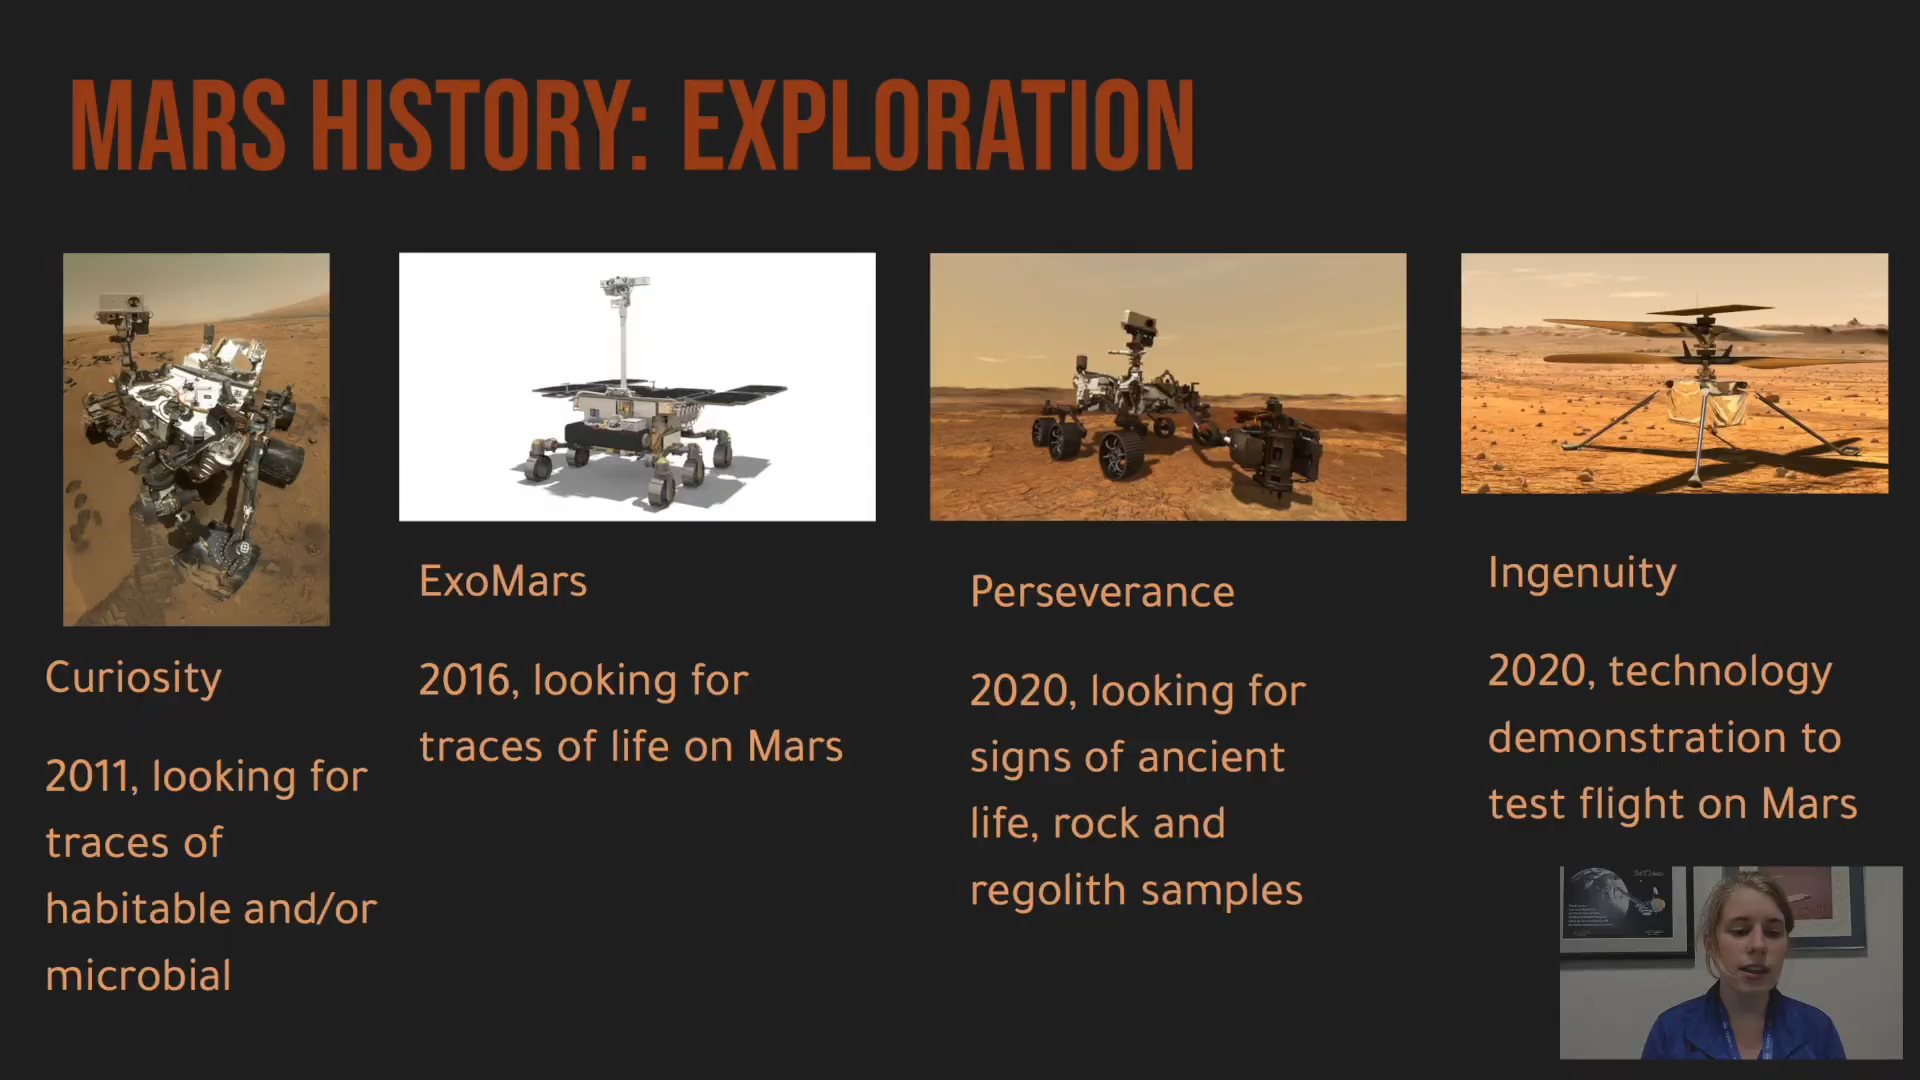 MARS HISTORY: EXPLORATION
Curiosity
2011, looking for
traces of
habitable and/or
microbial
ExoMars
2016, looking for
traces of life on Mars
Perseverance
2020, looking for
signs of ancient
life, rock and
regolith samples
Ingenuity
2020, technology
demonstration to
test flight on Mars